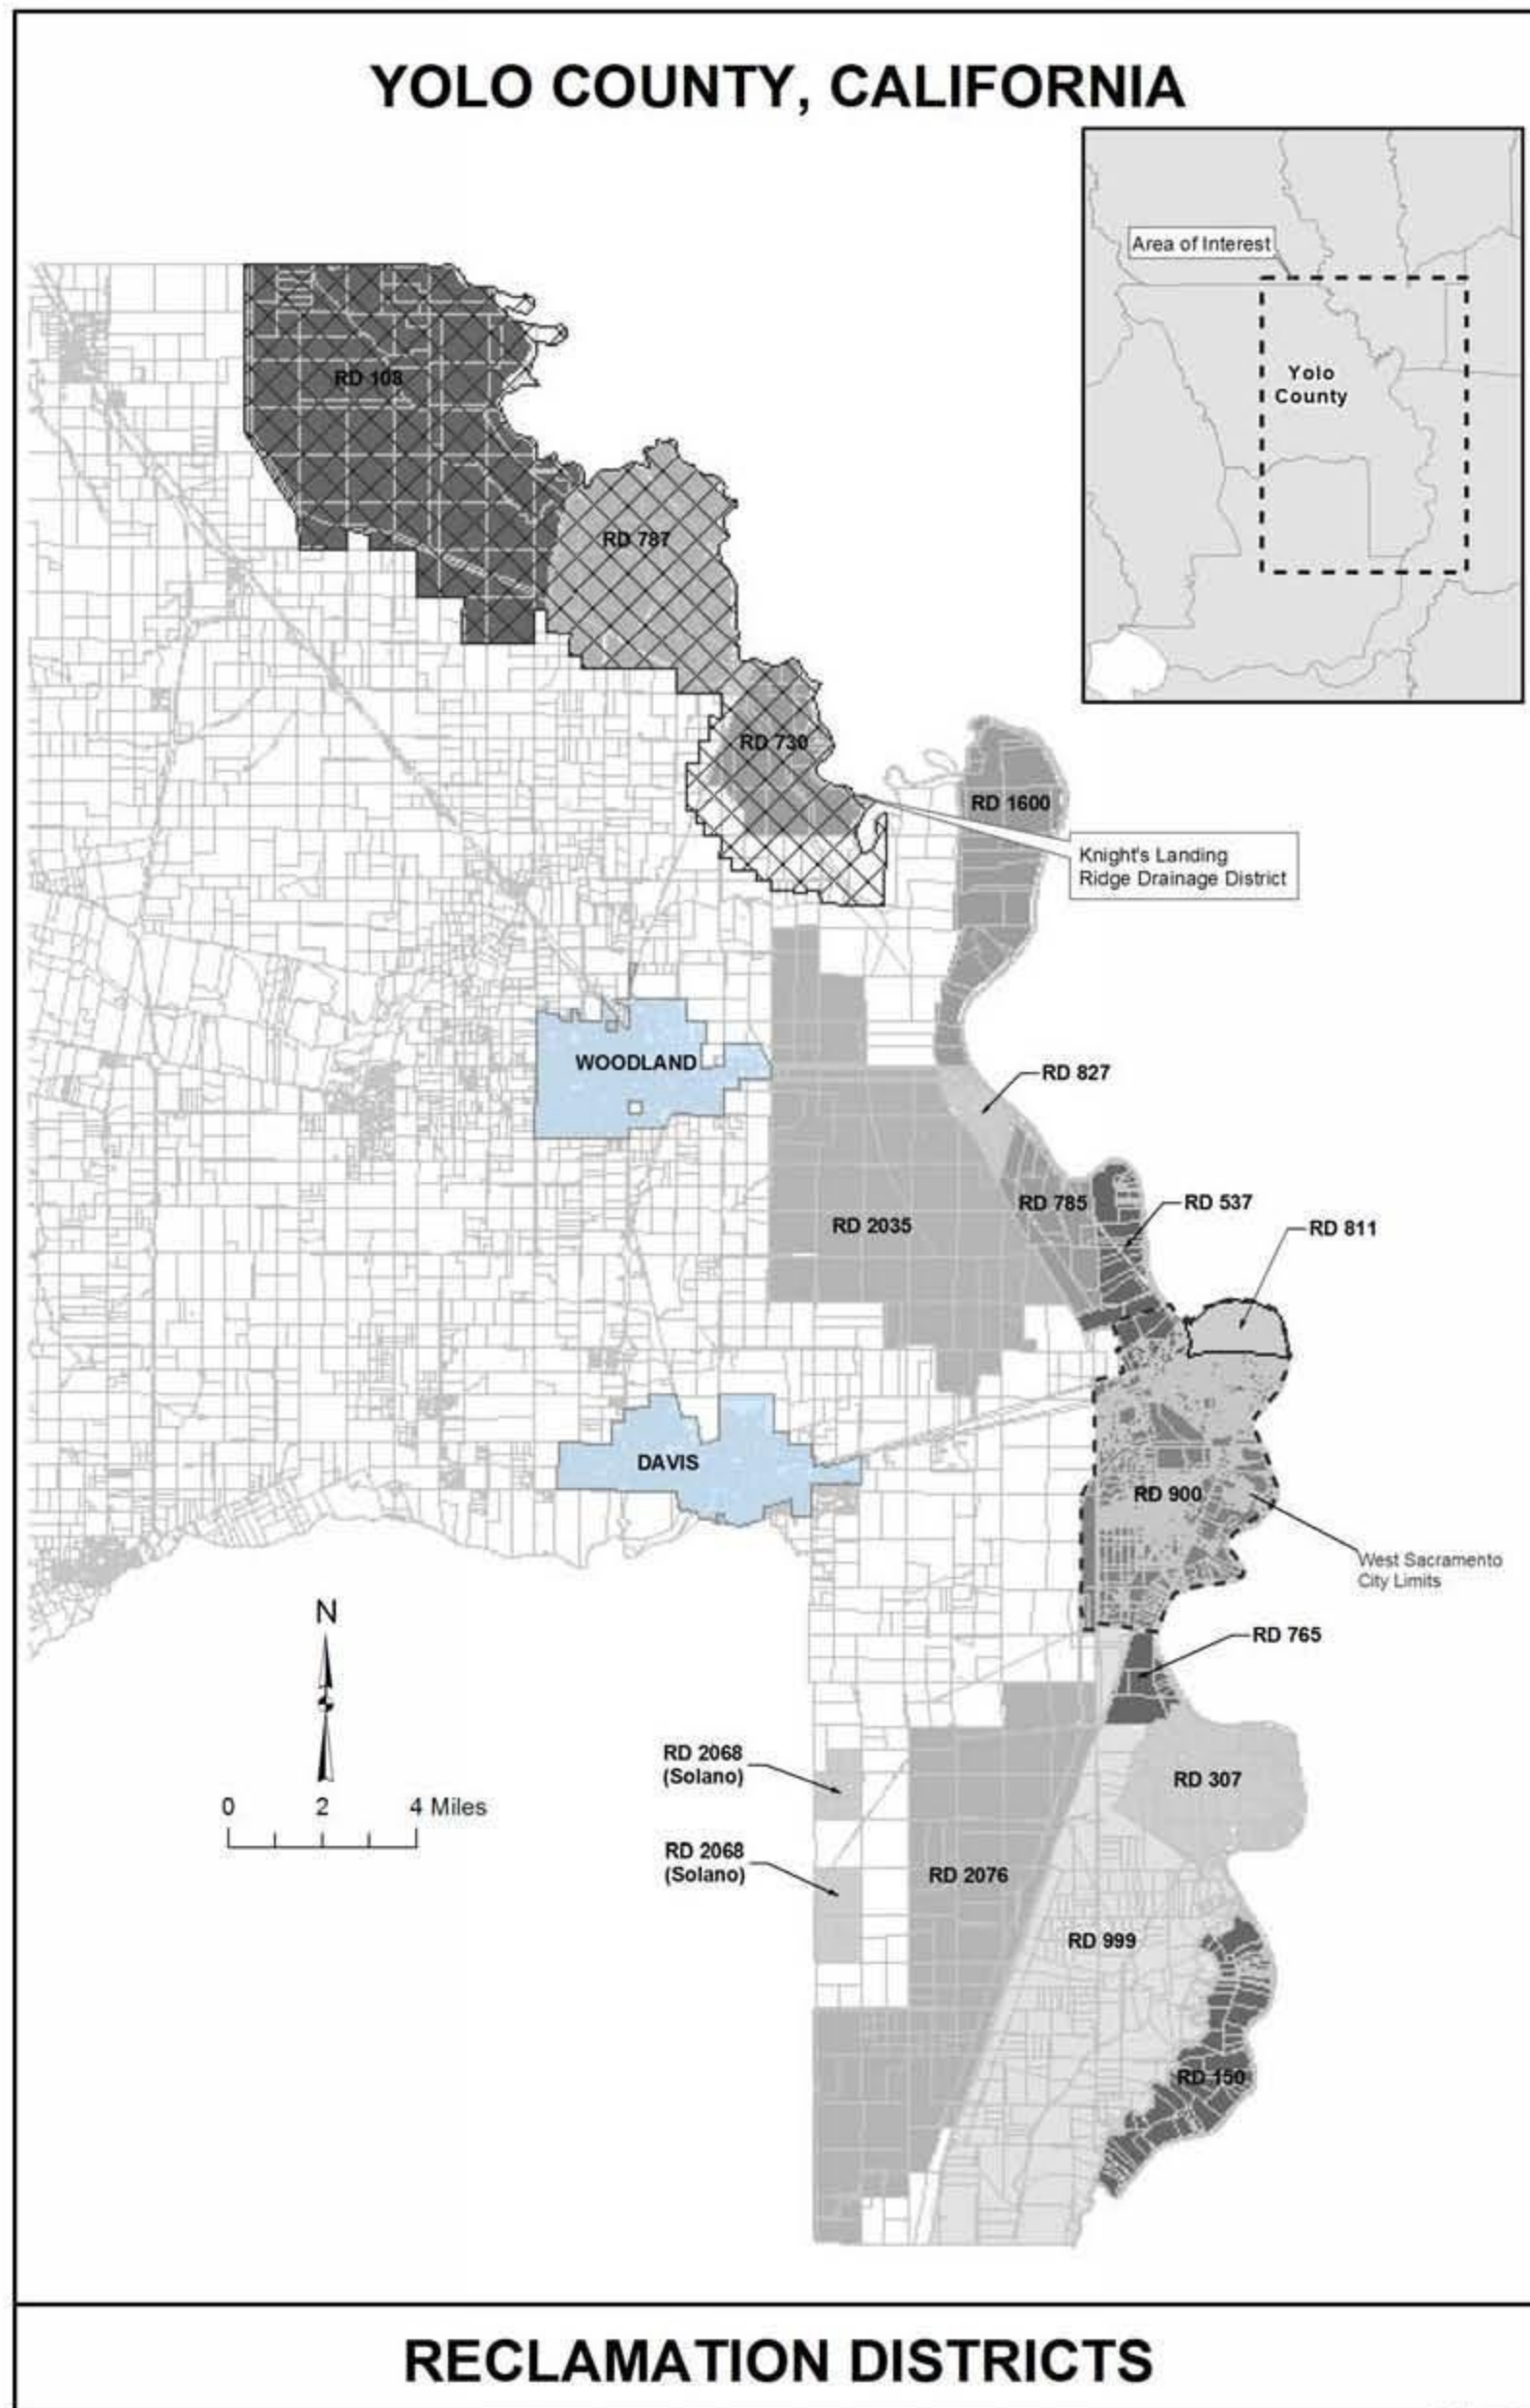 YOLO COUNTY, CALIFORNIA
Area of Interest
Yolo
County
RD 108
RD 787
RD 730
RD 1600
Knight's Landing
Ridge Drainage District
WOODLAND
RD 827
RD 785
RD 537
RD 2035
RD 811
DAVIS
RD 900
West Sacramento
City Limits
N
RD 765
RD 2068
(Solano)
RD 307
0 2 4 Miles
RD 2068
(Solano)
RD 2076
RD 999
RD 150
RECLAMATION DISTRICTS